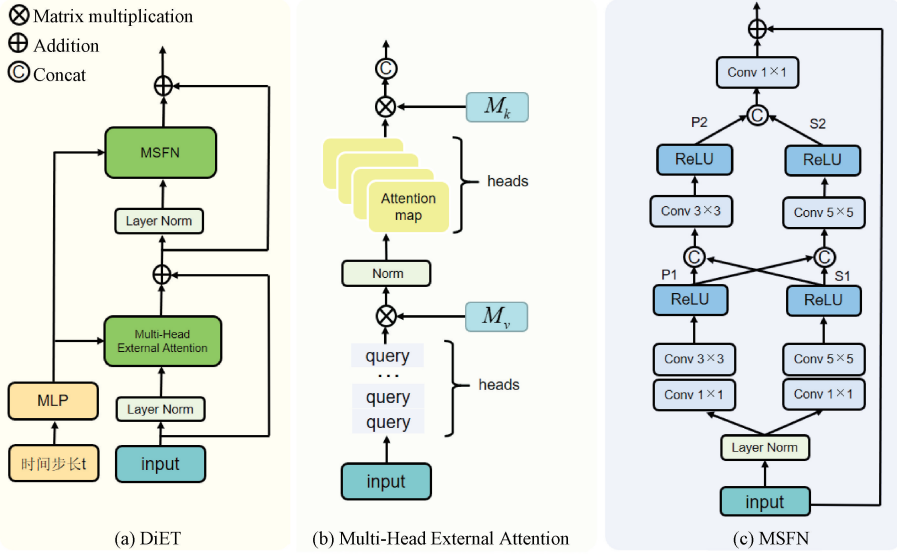 Matrix multiplication
Addition
C Concat
MSFN
Layer Norm
Multi-Head
External Attention
MLP
Layer Norm
时间步长t
input
(a) DiET
C
M_k
Attention
map
heads
Norm
M_v
query
...
query
query
heads
input
(b) Multi-Head External Attention
Conv 1×1
C
P2
S2
ReLU
ReLU
Conv 3×3
Conv 5×5
C
C
P1
S1
ReLU
ReLU
Conv 3×3
Conv 5×5
Conv 1×1
Conv 1×1
Layer Norm
input
(c) MSFN